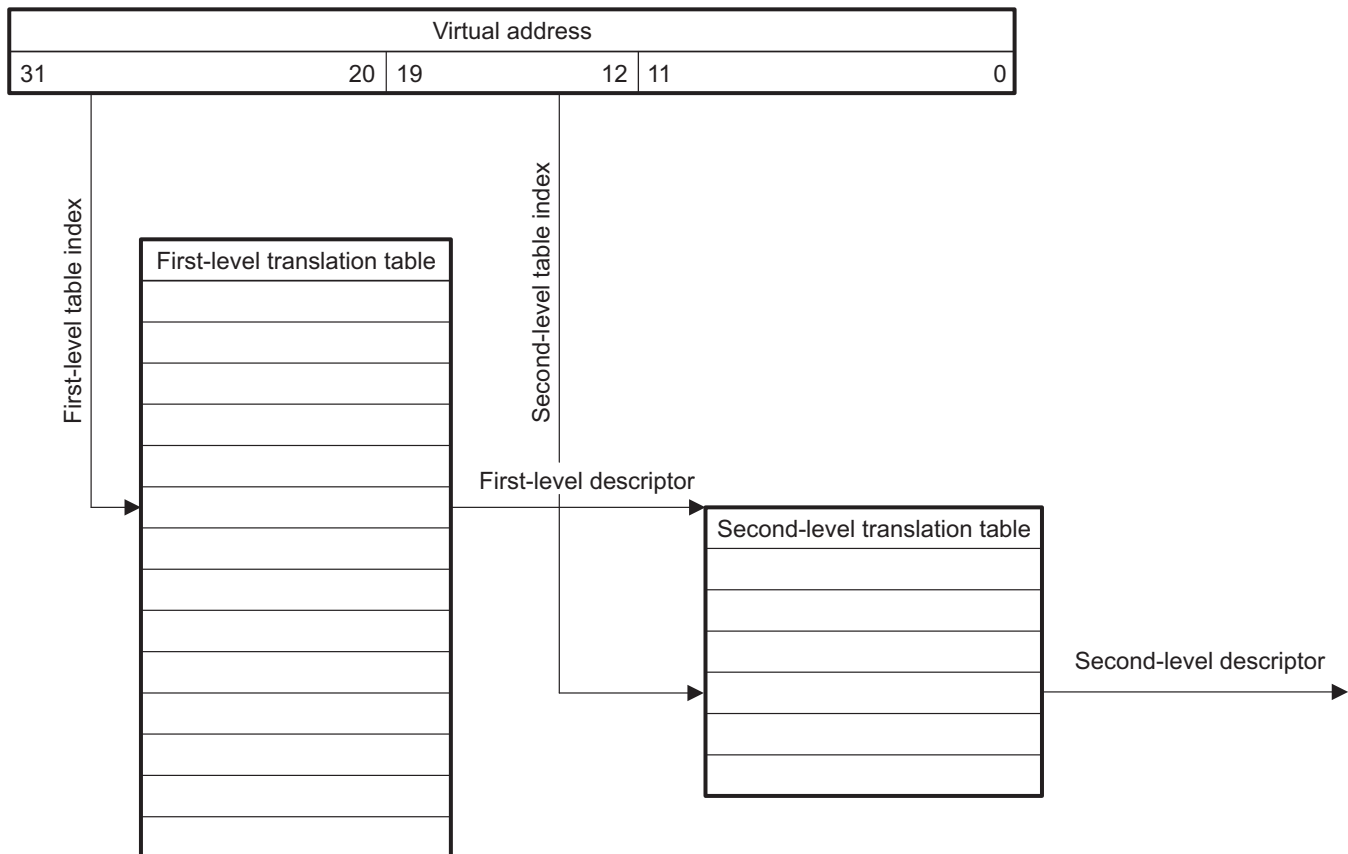 Virtual address
31 20 19 12 11 0
First-level table index
Second-level table index
First-level translation table
First-level descriptor
Second-level translation table
Second-level descriptor